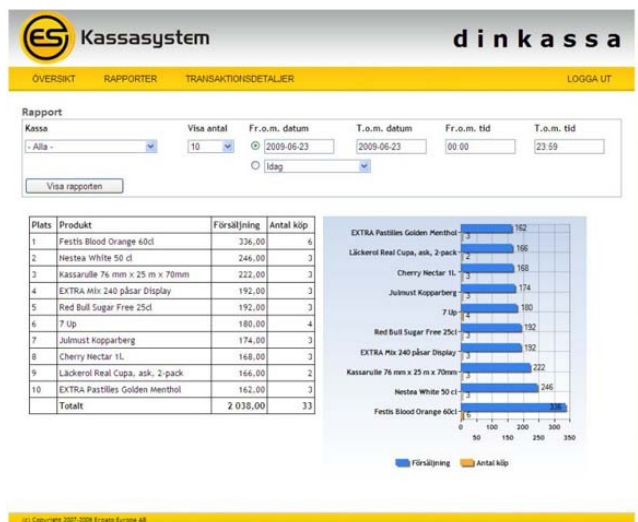 ES Kassasystem
dinkassa
ÖVERSIKT RAPPORTER TRANSAKTIONSDETALJER LOGGA UT
Rapport
Kassa Visa antal Fr.o.m. datum T.o.m. datum Fr.o.m. tid T.o.m. tid
- Alla - 10 2009-06-23 2009-06-23 00:00 23:59
Idag
Visa rapporten
Plats Produkt Försäljning Antal köp
1 Festis Blood Orange 60cl 336,00 6
2 Nestea White 50 cl 246,00 3
3 Kassarulle 76 mm x 25 m x 70mm 222,00 3
4 EXTRA Mix 240 påsar Display 192,00 3
5 Red Bull Sugar Free 25cl 192,00 3
6 7 Up 180,00 4
7 Julmust Kopparberg 174,00 3
8 Cherry Nectar 1L 168,00 3
9 Läckerol Real Cupa, ask, 2-pack 166,00 2
10 EXTRA Pastilles Golden Menthol 162,00 3
Totalt 2 038,00 33
EXTRA Pastilles Golden Menthol 162 3
Läckerol Real Cupa, ask, 2-pack 166 2
Cherry Nectar 1L 168 3
Julmust Kopparberg 174 3
7 Up 180 4
Red Bull Sugar Free 25cl 192 3
EXTRA Mix 240 påsar Display 192 3
Kassarulle 76 mm x 25 m x 70mm 222 3
Nestea White 50 cl 246 3
Festis Blood Orange 60cl 336 6
0 100 200 300
50 150 250 350
Försäljning Antal köp
(c) Copyright 2007-2009 Europe AB